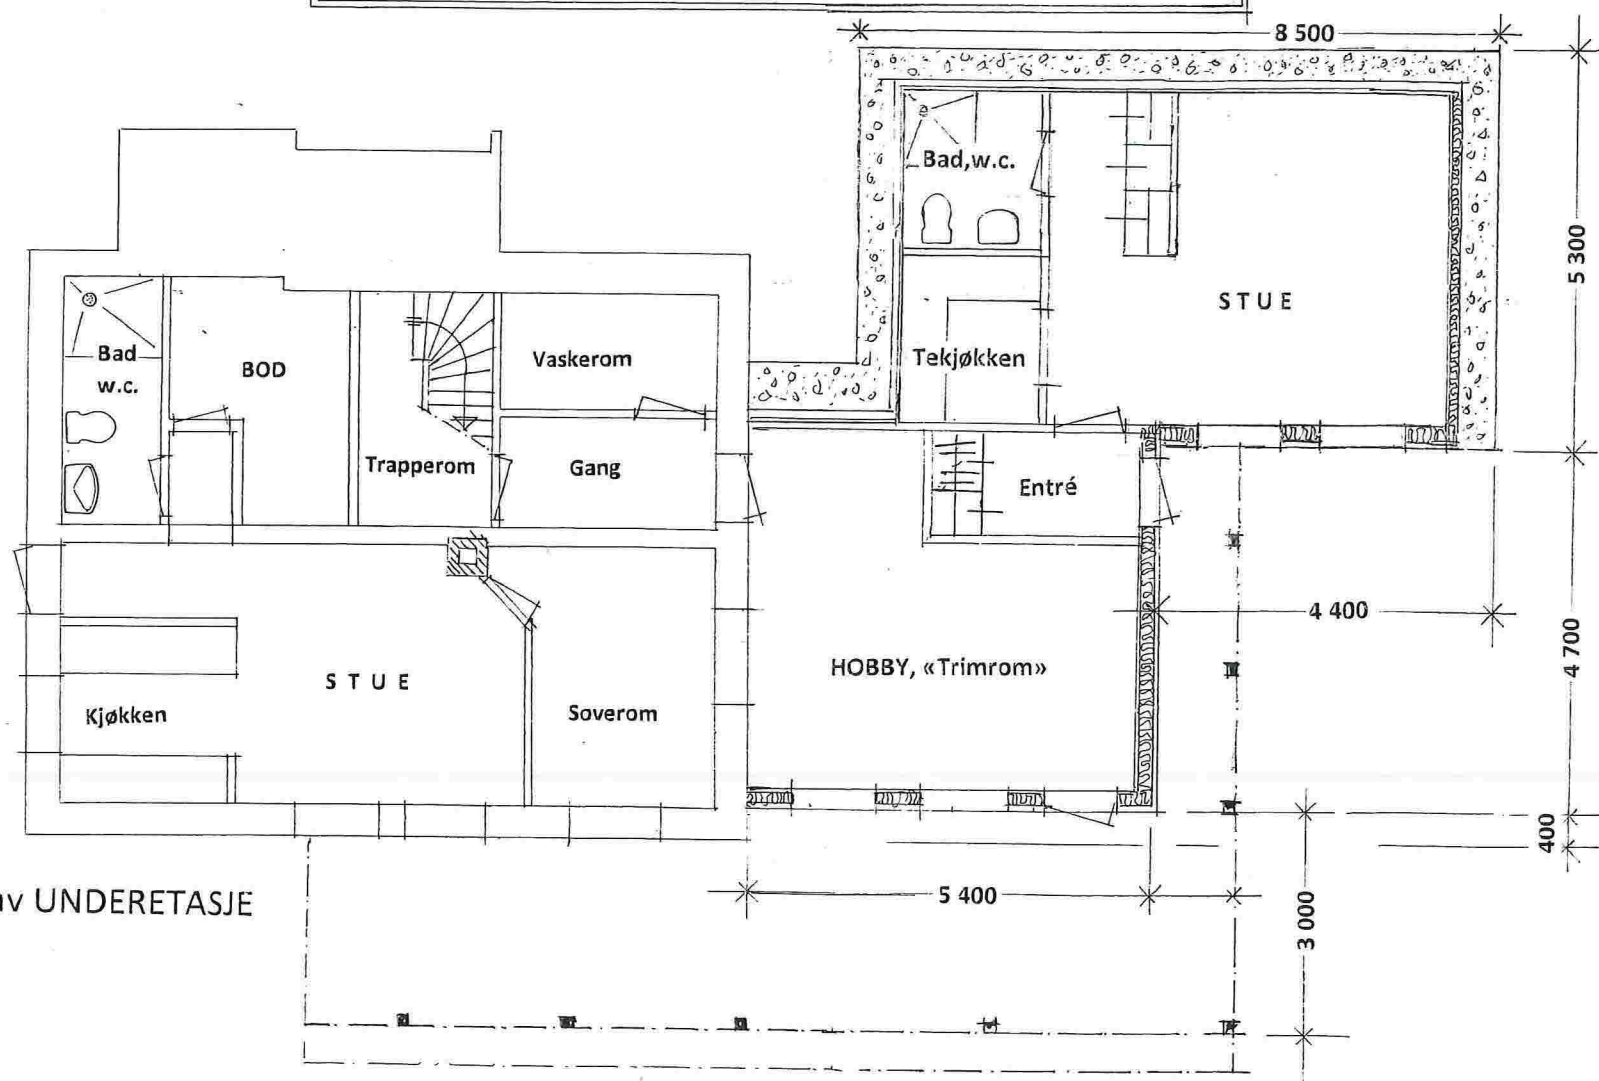 8 500
Bad,w.c.
5 300
STUE
Tekjøkken
Bad
w.c.
BOD
Vaskerom
Trapperom
Gang
Entré
4 400
4 700
HOBBY, «Trimrom»
STUE
Kjøkken
Soverom
400
5 400
3 000
UNDERETASJE